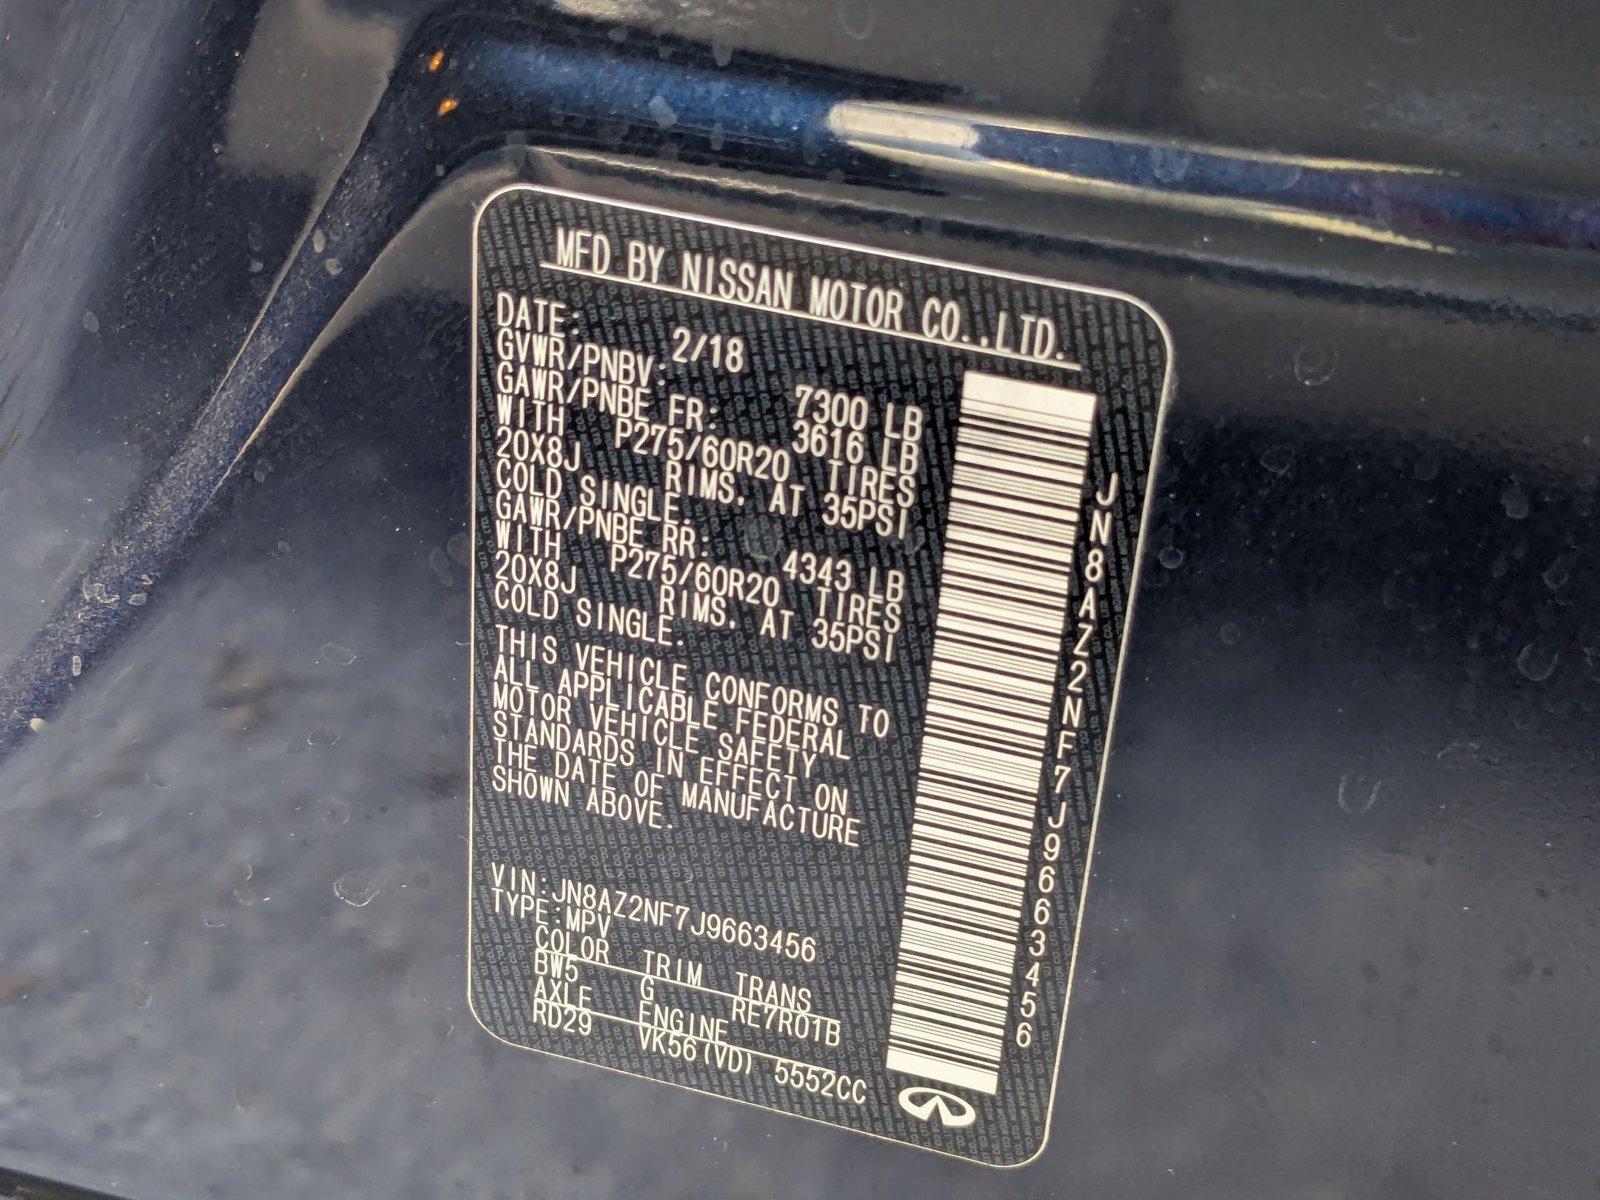 MFD BY NISSAN MOTOR CO.,LTD.
DATE: 2/18
GVWR/PNBV: 7300 LB
GAWR/PNBE FR: 3616 LB
WITH P275/60R20 TIRES
20X8J RIMS. AT 35PSI
COLD SINGLE.
GAWR/PNBE RR: 4343 LB
WITH P275/60R20 TIRES
20X8J RIMS. AT 35PSI
COLD SINGLE.
THIS VEHICLE CONFORMS TO
ALL APPLICABLE FEDERAL
MOTOR VEHICLE SAFETY
STANDARDS IN EFFECT ON
THE DATE OF MANUFACTURE
SHOWN ABOVE.
VIN:JN8AZ2NF7J9663456
TYPE:MPV
COLOR TRIM TRANS
BW5 G RE7R01B
AXLE ENGINE
RD29 VK56(VD) 5552CC
JN8AZ2NF7J9663456